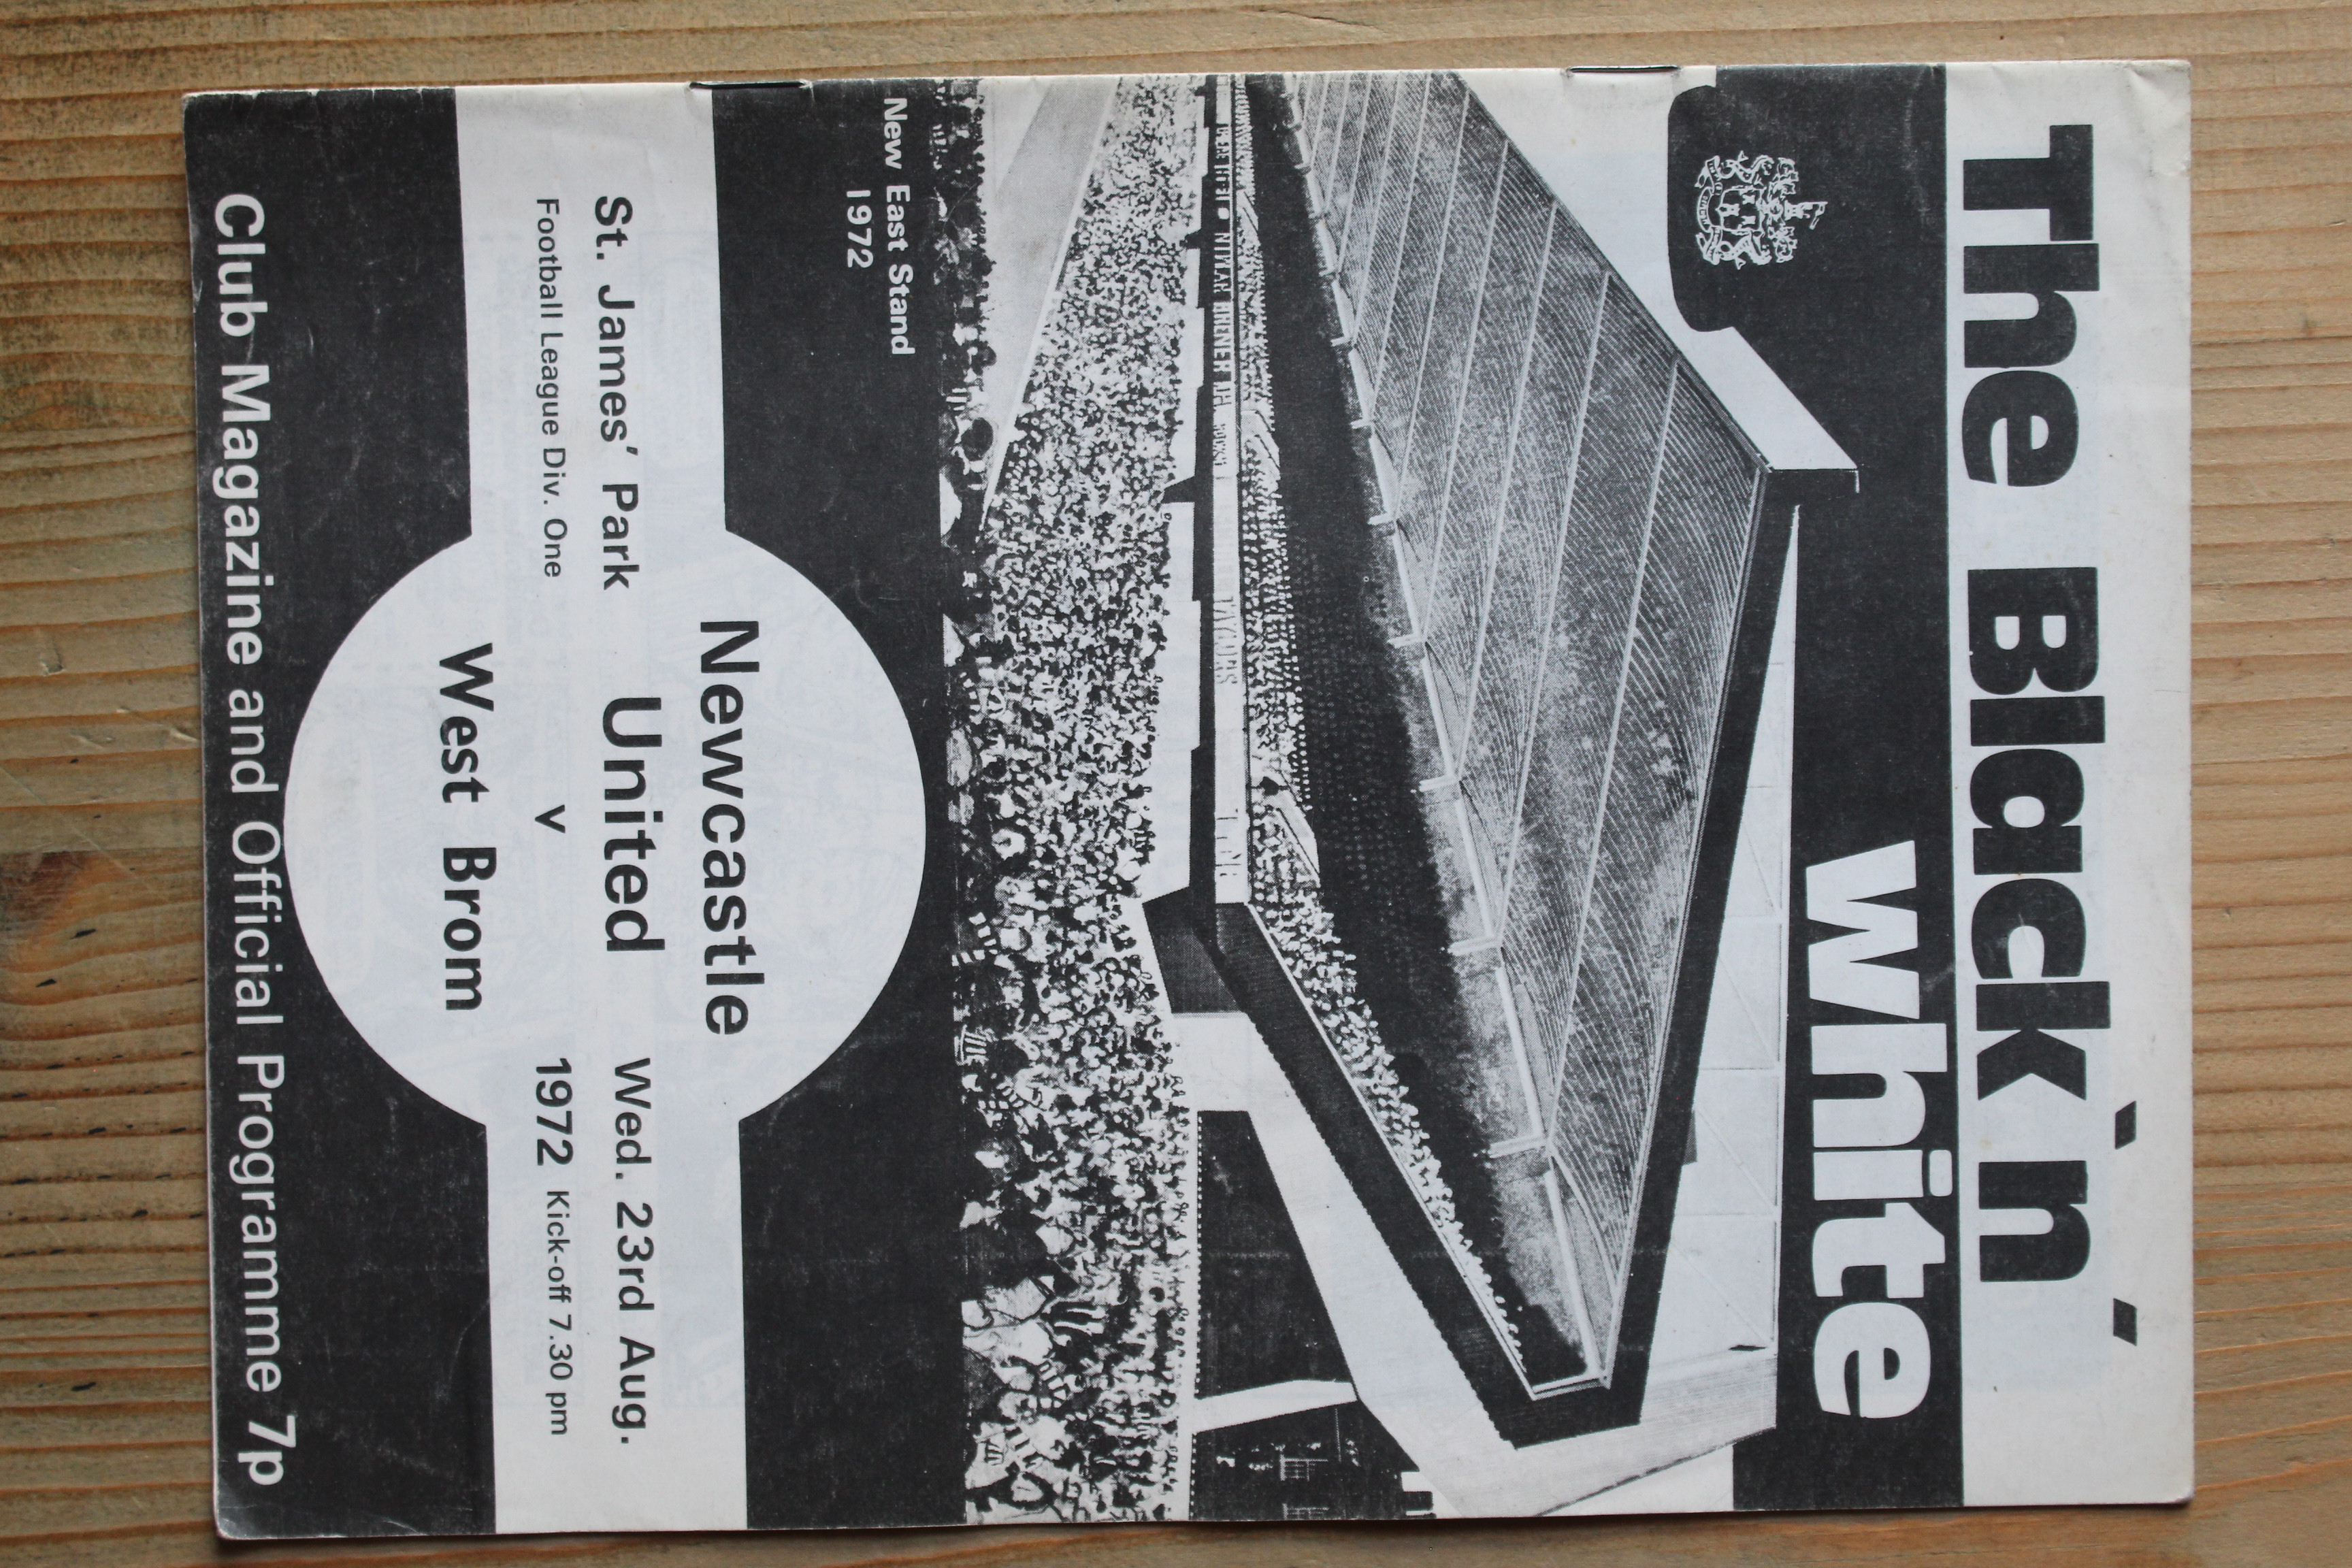 The Black 'n'
white
New East Stand
1972
Newcastle
St. James' Park United Wed. 23rd Aug.
Football League Div. One v 1972 Kick-off 7.30 pm
West Brom
Club Magazine and Official Programme 7p